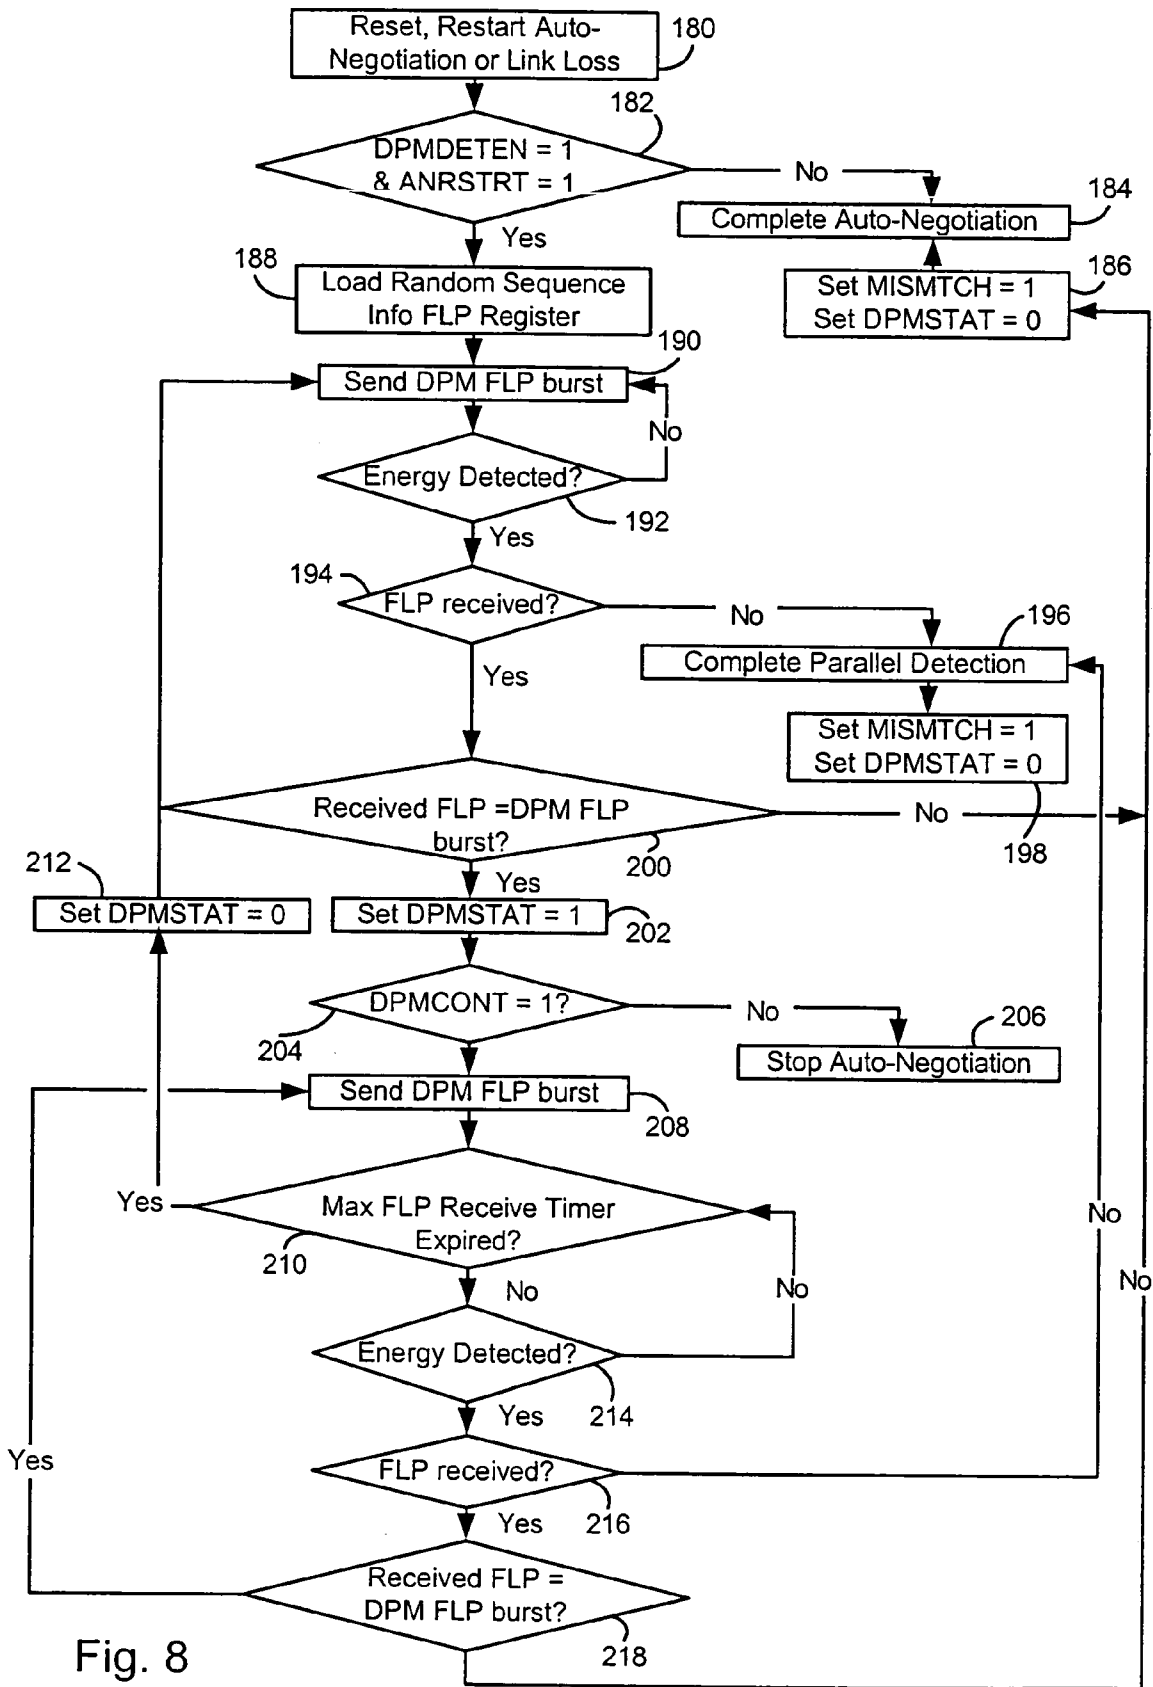 Reset, Restart Auto-
Negotiation or Link Loss
180
182
DPMDETEN = 1
& ANRSTRT = 1
No
184
Complete Auto-Negotiation
Yes
188
186
Load Random Sequence
Info FLP Register
Set MISMTCH = 1
Set DPMSTAT = 0
190
Send DPM FLP burst
No
Energy Detected?
192
Yes
194
FLP received?
No
196
Complete Parallel Detection
Yes
Set MISMTCH = 1
Set DPMSTAT = 0
Received FLP =DPM FLP
burst?
No
200
198
212
Yes
Set DPMSTAT = 0
Set DPMSTAT = 1
202
DPMCONT = 1?
No
204
206
Stop Auto-Negotiation
Send DPM FLP burst
208
Yes
Max FLP Receive Timer
Expired?
210
No
No
No
No
Energy Detected?
214
Yes
Yes
FLP received?
216
Yes
Received FLP =
DPM FLP burst?
218
Fig. 8